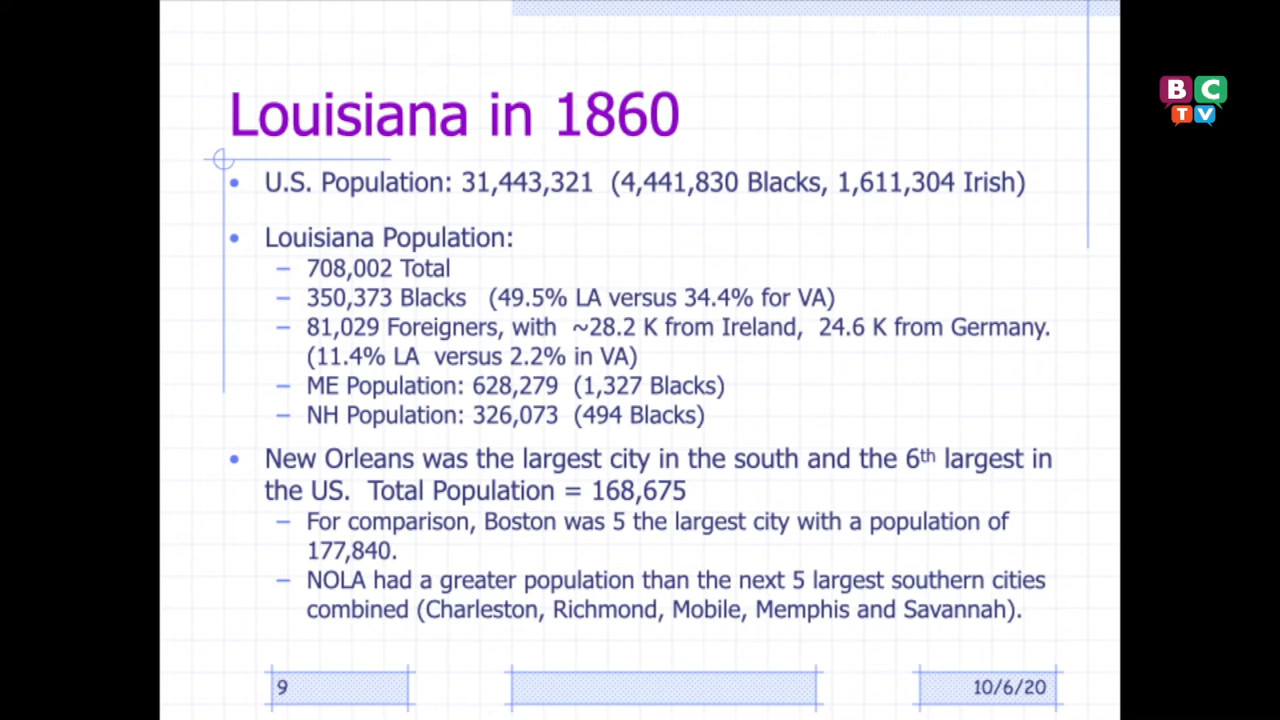 B C
TV
Louisiana in 1860
• U.S. Population: 31,443,321 (4,441,830 Blacks, 1,611,304 Irish)
• Louisiana Population:
– 708,002 Total
– 350,373 Blacks (49.5% LA versus 34.4% for VA)
– 81,029 Foreigners, with ~28.2 K from Ireland, 24.6 K from Germany.
(11.4% LA versus 2.2% in VA)
– ME Population: 628,279 (1,327 Blacks)
– NH Population: 326,073 (494 Blacks)
• New Orleans was the largest city in the south and the 6th largest in
the US. Total Population = 168,675
– For comparison, Boston was 5 the largest city with a population of
177,840.
– NOLA had a greater population than the next 5 largest southern cities
combined (Charleston, Richmond, Mobile, Memphis and Savannah).
9
10/6/20